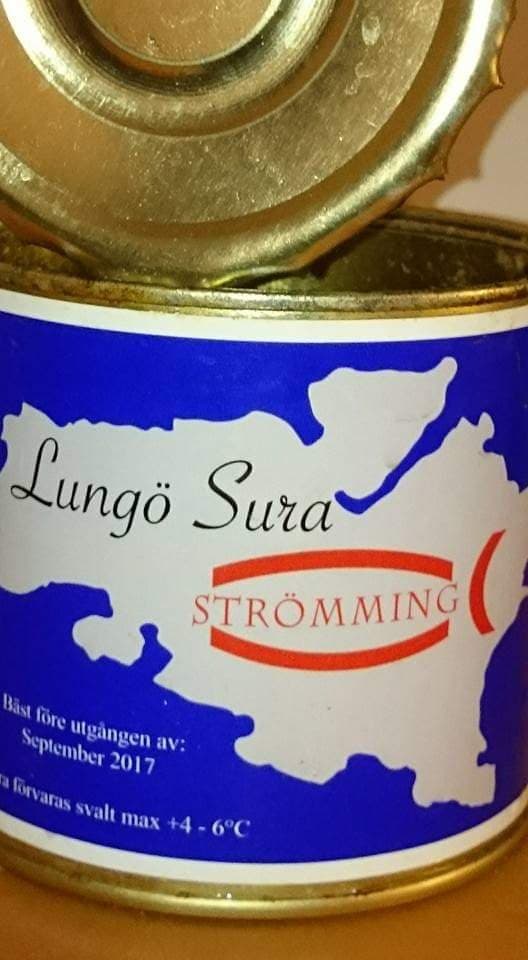 Lungö Sura
STRÖMMING
Bäst före utgången av:
September 2017
förvaras svalt max +4 - 6°C